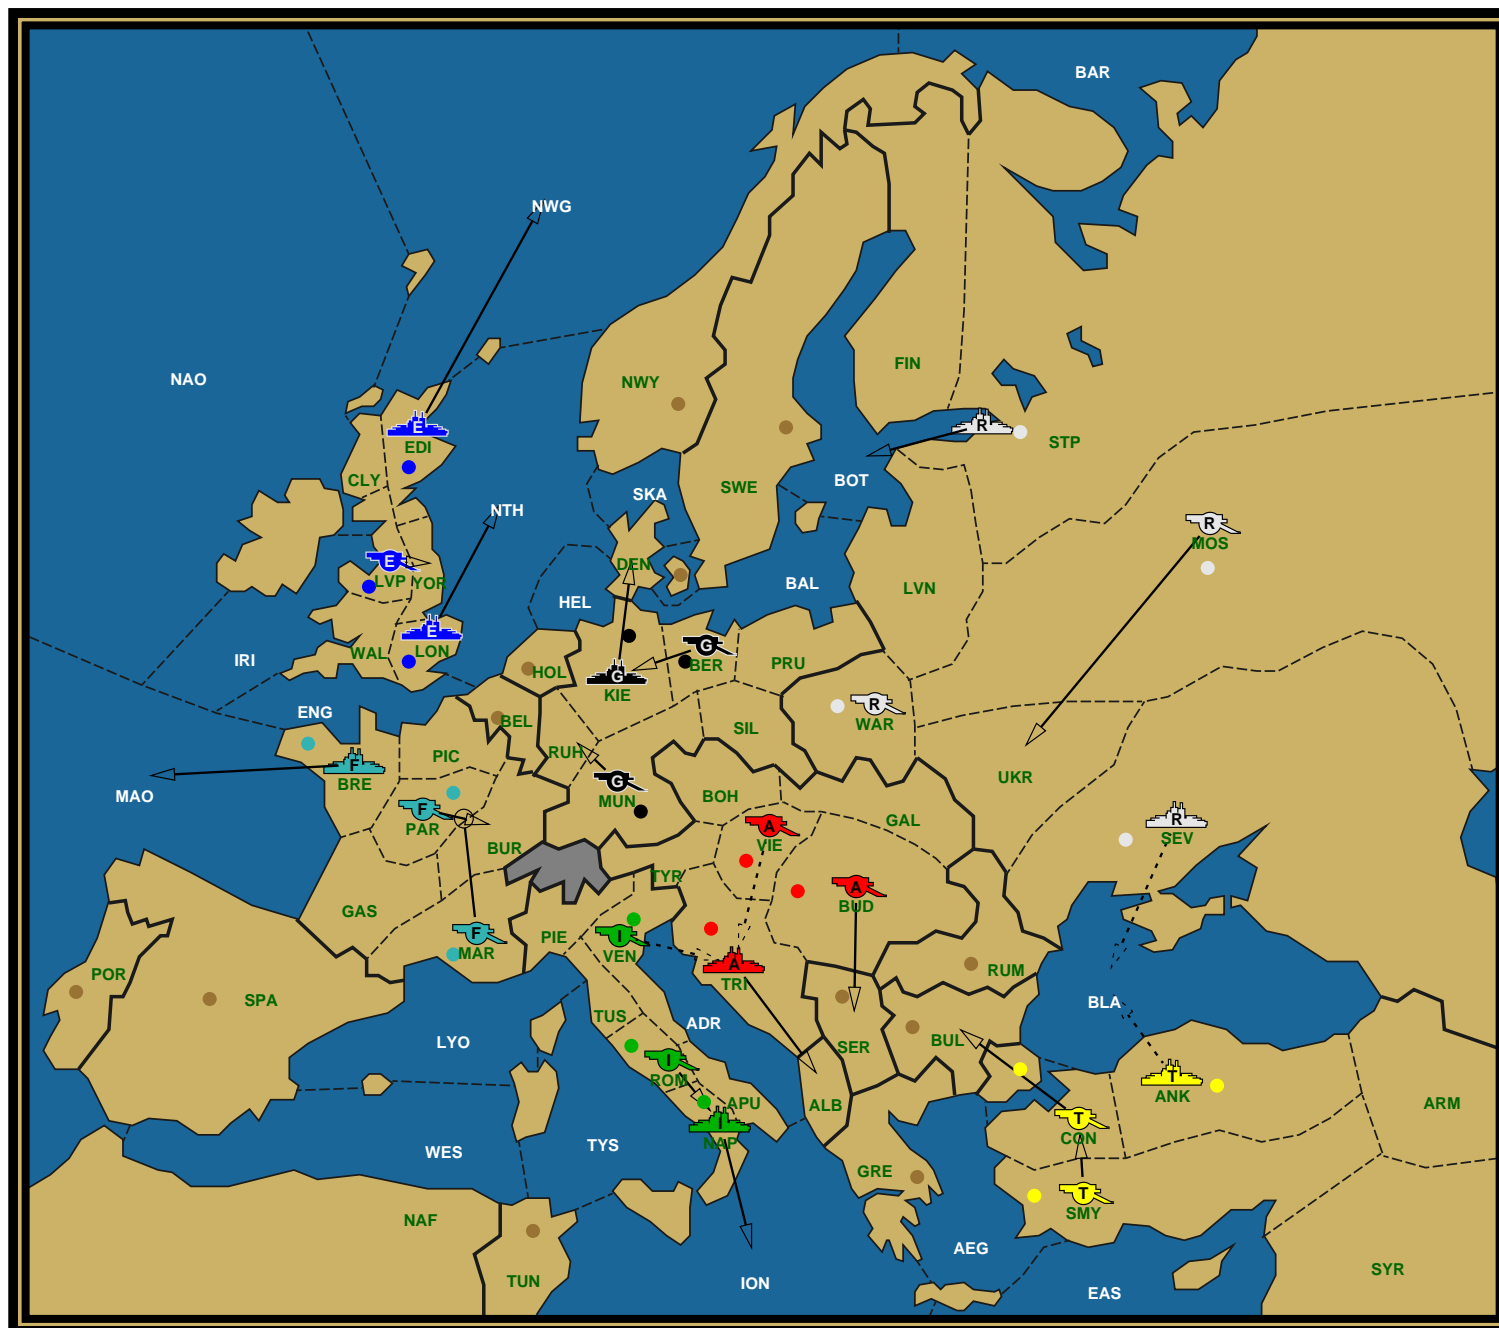 BAR
NWG
NAO
FIN
NWY
R
E
EDI
STP
CLY
BOT
SWE
SKA
NTH
R
MOS
E
LVP
YOR
DEN
BAL
LVN
HEL
E
LON
WAL
IRI
G
BER
PRU
HOL
G
KIE
R
WAR
ENG
BEL
SIL
PIC
RUH
F
BRE
MAO
G
MUN
BOH
UKR
F
PAR
A
VIE
GAL
R
SEV
BUR
TYR
A
BUD
GAS
F
MAR
PIE
I
VEN
A
TRI
POR
SPA
RUM
BLA
TUS
ADR
LYO
SER
BUL
I
ROM
T
ANK
APU
ALB
ARM
I
NAP
T
CON
WES
TYS
GRE
T
SMY
NAF
AEG
SYR
TUN
ION
EAS